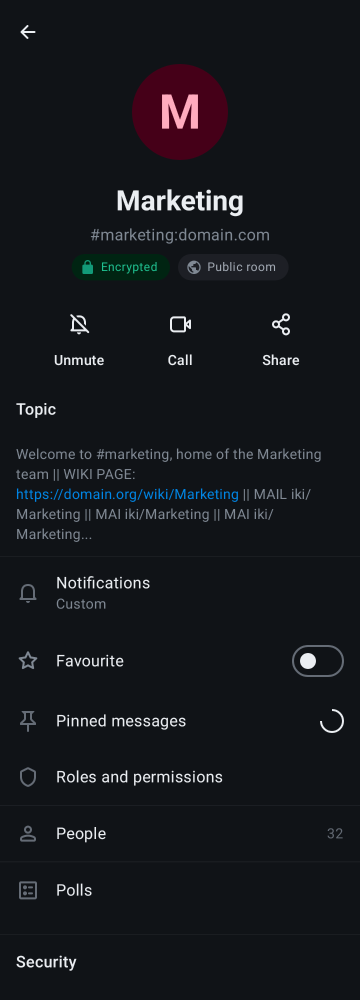 M
Marketing
#marketing:domain.com
Encrypted
Public room
Unmute
Call
Share
Topic
Welcome to #marketing, home of the Marketing
team || WIKI PAGE:
https://domain.org/wiki/Marketing || MAIL iki/
Marketing || MAI iki/Marketing || MAI iki/
Marketing...
Notifications
Custom
Favourite
Pinned messages
Roles and permissions
People
32
Polls
Security